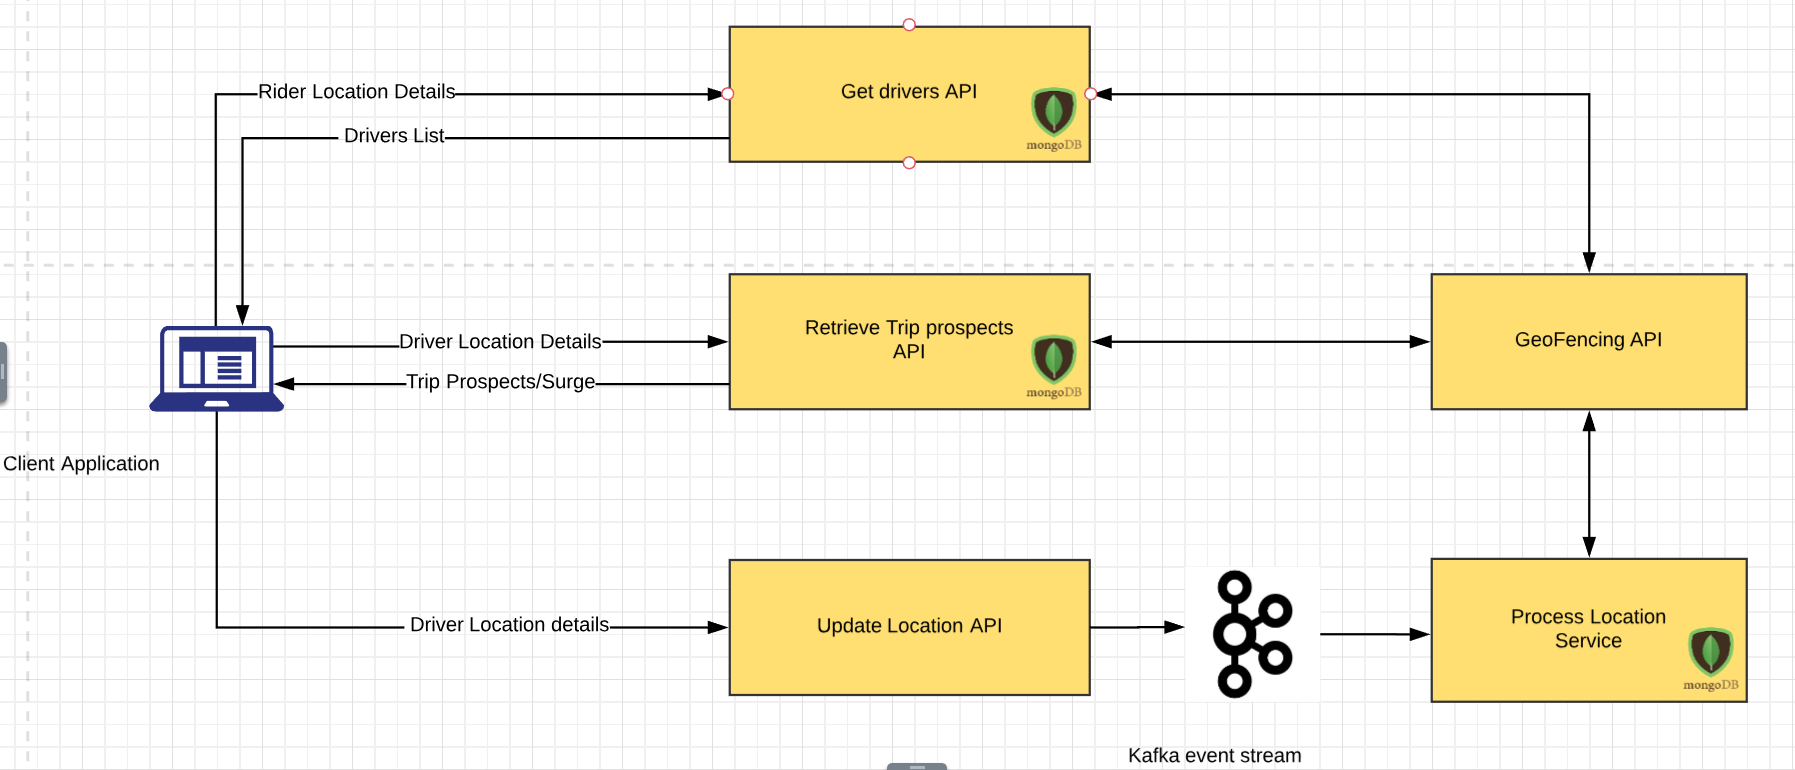 Get drivers API
mongoDB
Rider Location Details
Drivers List
Retrieve Trip prospects
API
mongoDB
Driver Location Details
Trip Prospects/Surge
GeoFencing API
Client Application
Update Location API
Driver Location details
Process Location
Service
mongoDB
Kafka event stream